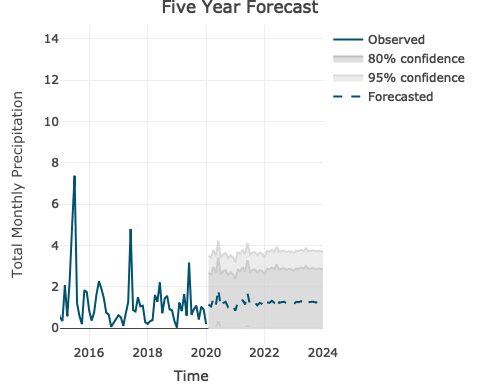 Five Year Forecast
14
12
10
8
6
4
2
0
Total Monthly Precipitation
2016
2018
2020
2022
2024
Time
Observed
80% confidence
95% confidence
Forecasted